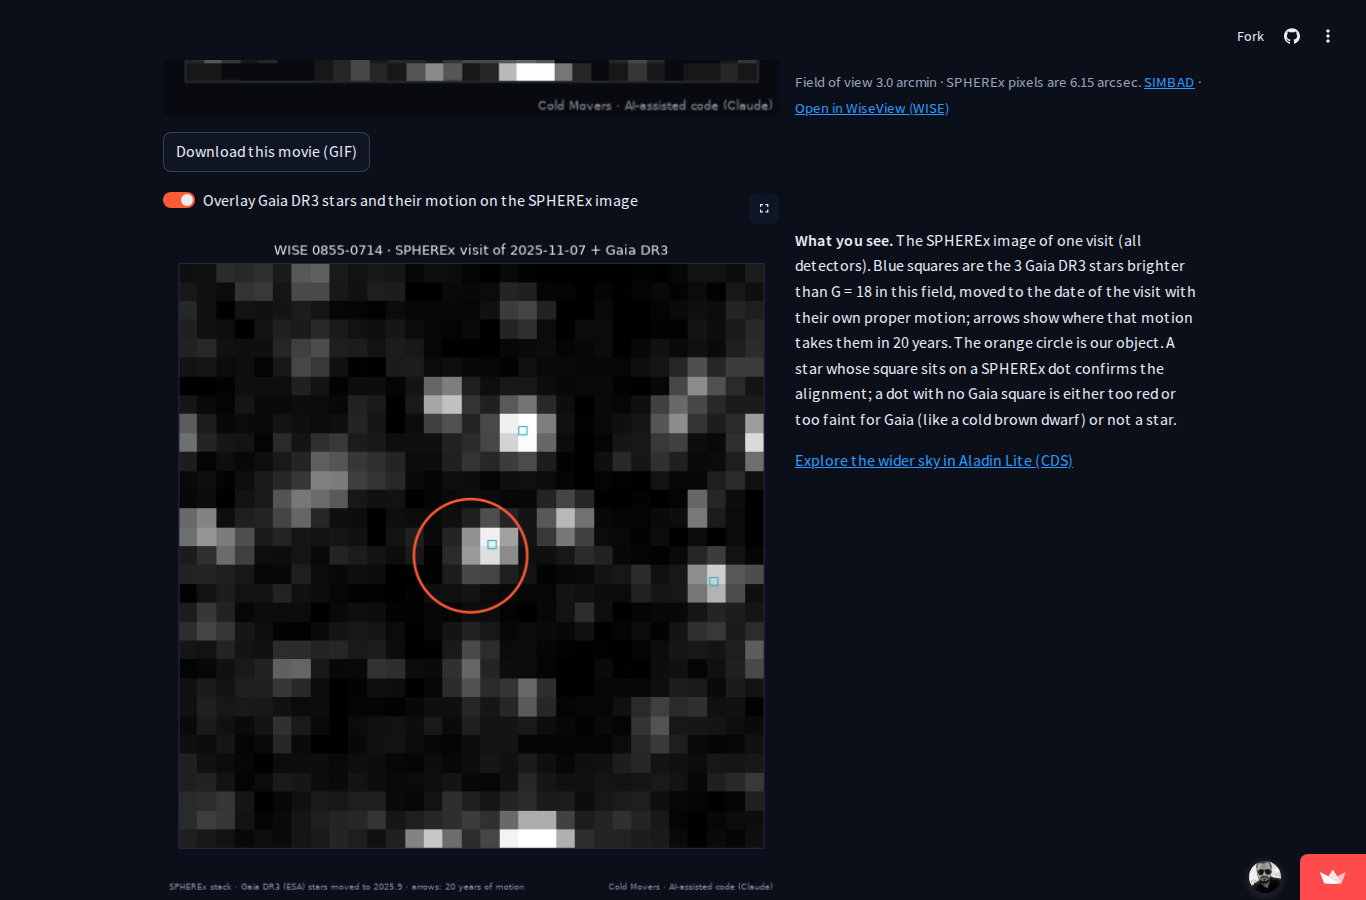 Fork
Cold Movers · AI-assisted code (Claude)
Field of view 3.0 arcmin · SPHEREx pixels are 6.15 arcsec. SIMBAD ·
Open in WiseView (WISE)
Download this movie (GIF)
Overlay Gaia DR3 stars and their motion on the SPHEREx image
WISE 0855-0714 · SPHEREx visit of 2025-11-07 + Gaia DR3
What you see. The SPHEREx image of one visit (all
detectors). Blue squares are the 3 Gaia DR3 stars brighter
than G = 18 in this field, moved to the date of the visit with
their own proper motion; arrows show where that motion
takes them in 20 years. The orange circle is our object. A
star whose square sits on a SPHEREx dot confirms the
alignment; a dot with no Gaia square is either too red or
too faint for Gaia (like a cold brown dwarf) or not a star.
Explore the wider sky in Aladin Lite (CDS)
SPHEREx stack · Gaia DR3 (ESA) stars moved to 2025.9 · arrows: 20 years of motion
Cold Movers · AI-assisted code (Claude)